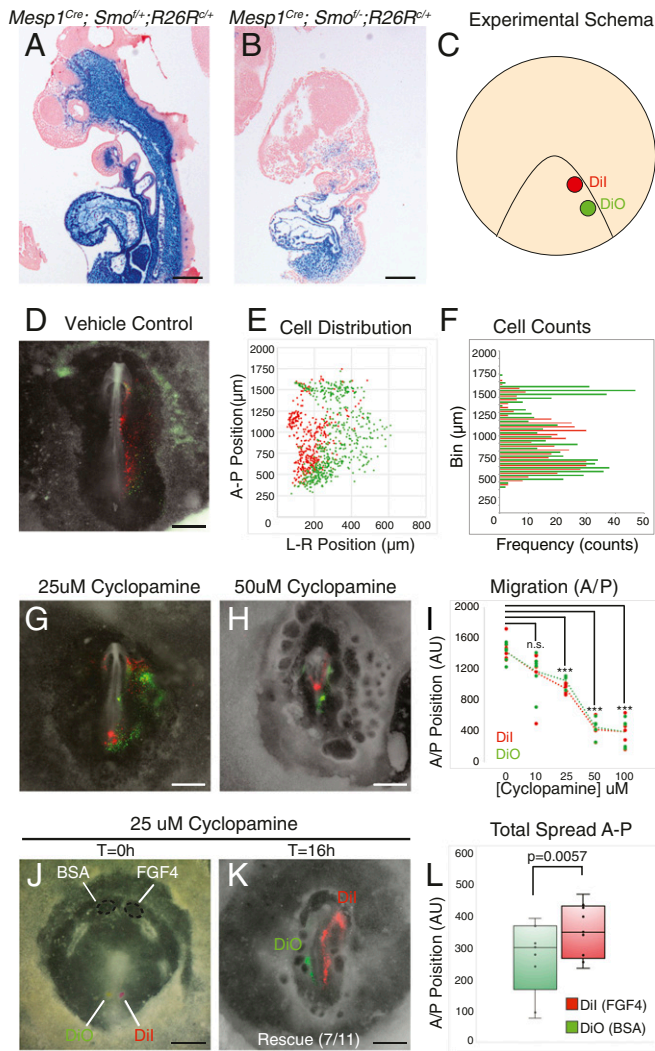 Mesp1Cre; Smof/+;R26Rc/+
Mesp1Cre; Smof/-;R26Rc/+
Experimental Schema
A
B
C
DiI
DiO
D
Vehicle Control
E
Cell Distribution
F
Cell Counts
2000
1750
1500
1250
1000
750
500
250
0
A-P Position(µm)
0
200
400
600
800
L-R Position (µm)
2000
1750
1500
1250
1000
750
500
250
0
Bin (µm)
0
10
20
30
40
50
Frequency (counts)
25uM Cyclopamine
50uM Cyclopamine
Migration (A/P)
G
H
I
2000
1600
1200
800
400
0
A/P Poisition (AU)
n.s.
***
***
***
DiI
DiO
0
10
25
50
100
[Cyclopamine] uM
25 uM Cyclopamine
T=0h
T=16h
Total Spread A-P
J
BSA
FGF4
DiO
DiI
K
DiI
DiO
Rescue (7/11)
L
p=0.0057
600
500
400
300
200
100
0
A/P Poisition (AU)
DiI (FGF4)
DiO (BSA)